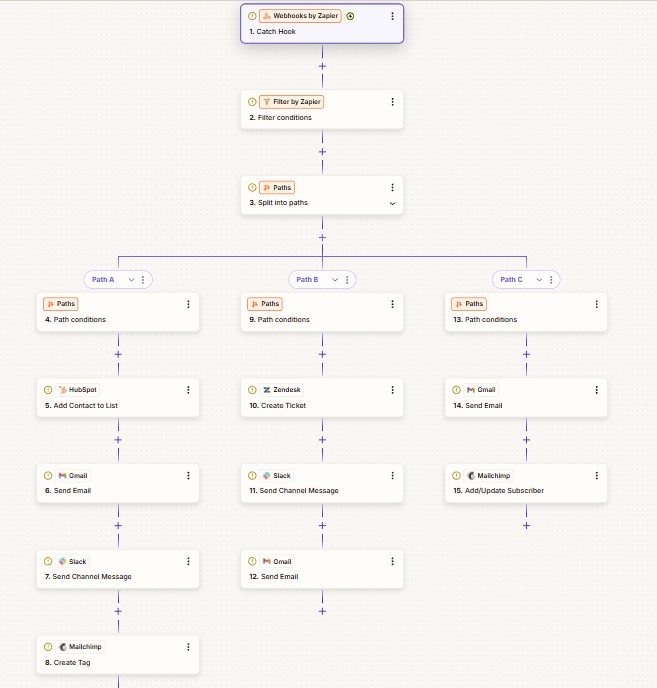 Webhooks by Zapier
1. Catch Hook
Filter by Zapier
2. Filter conditions
Paths
3. Split into paths
Path A
Paths
4. Path conditions
HubSpot
5. Add Contact to List
Gmail
6. Send Email
Slack
7. Send Channel Message
Mailchimp
8. Create Tag
Path B
Paths
9. Path conditions
Zendesk
10. Create Ticket
Slack
11. Send Channel Message
Gmail
12. Send Email
Path C
Paths
13. Path conditions
Gmail
14. Send Email
Mailchimp
15. Add/Update Subscriber